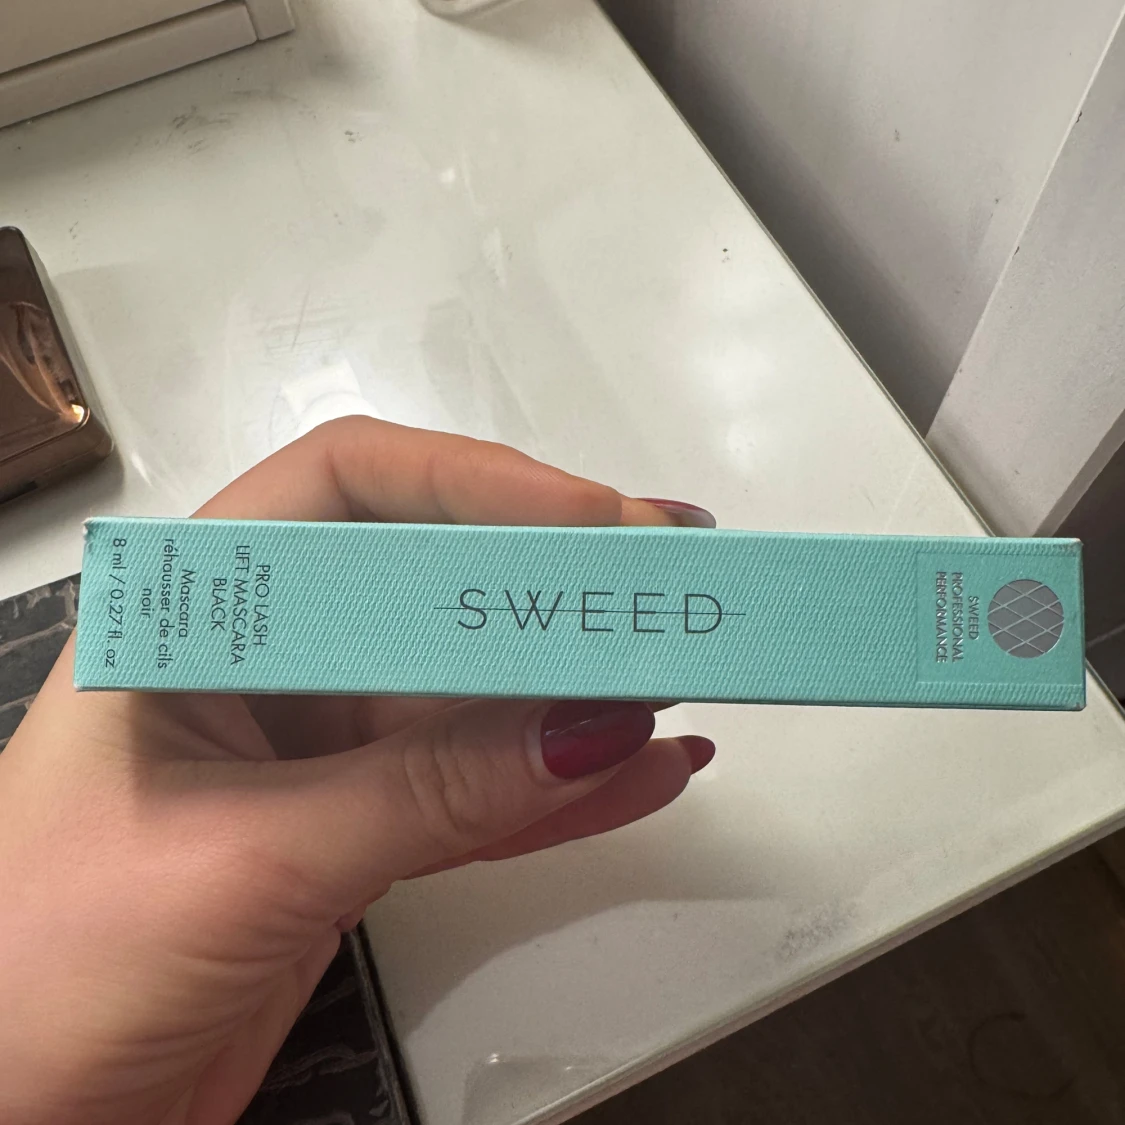 SWEED
PROFESSIONAL
PERFORMANCE
SWEED
PRO LASH
LIFT MASCARA
BLACK
Mascara
réhausser de cils
noir
8 ml / 0.27 fl. oz